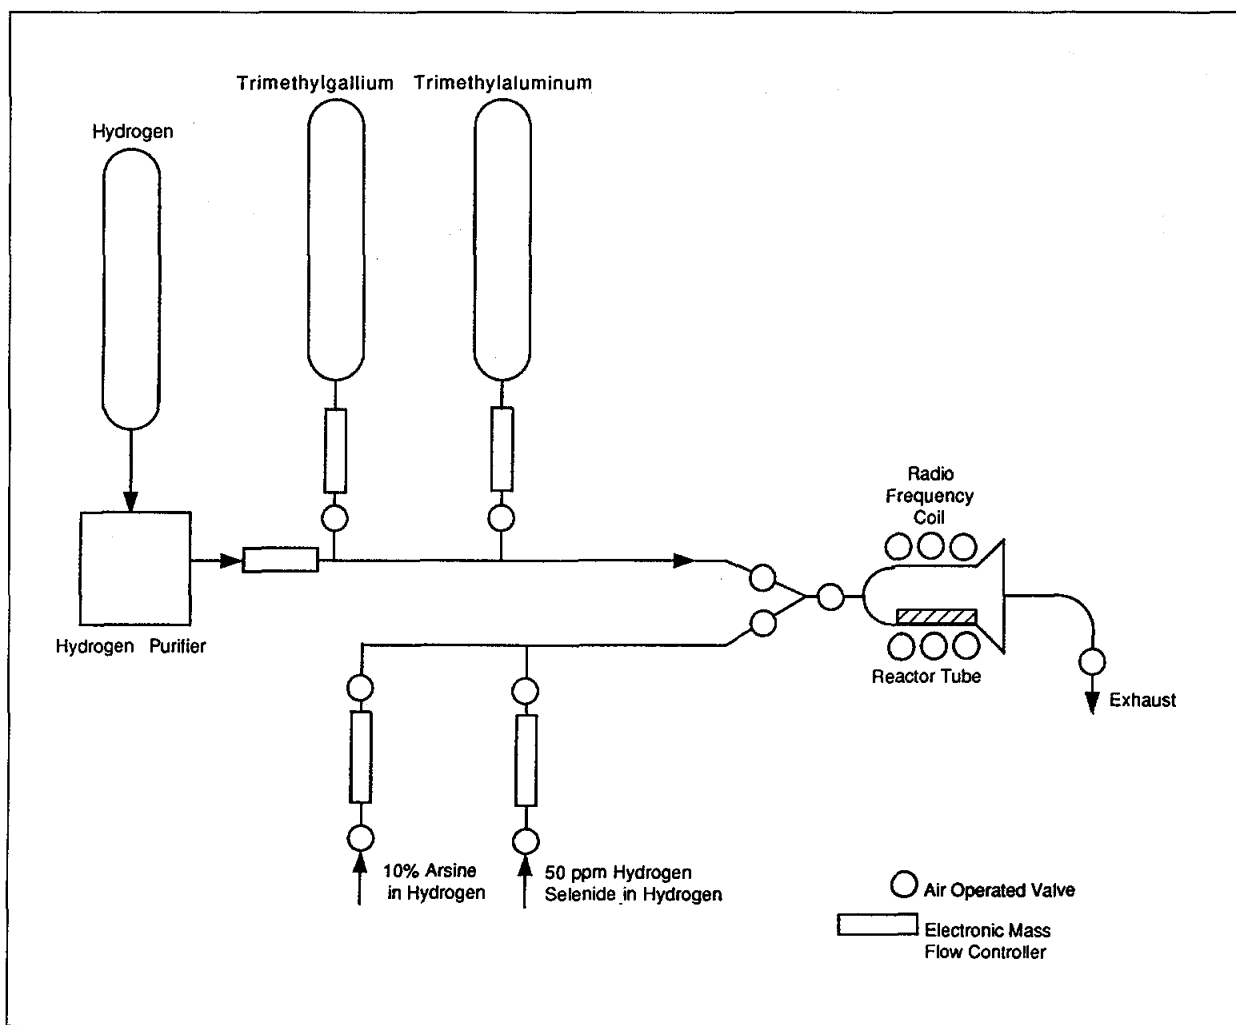 Trimethylgallium Trimethylaluminum
Hydrogen
Radio
Frequency
Coil
Hydrogen Purifier
Reactor Tube
Exhaust
10% Arsine
in Hydrogen
50 ppm Hydrogen
Selenide in Hydrogen
Air Operated Valve
Electronic Mass
Flow Controller